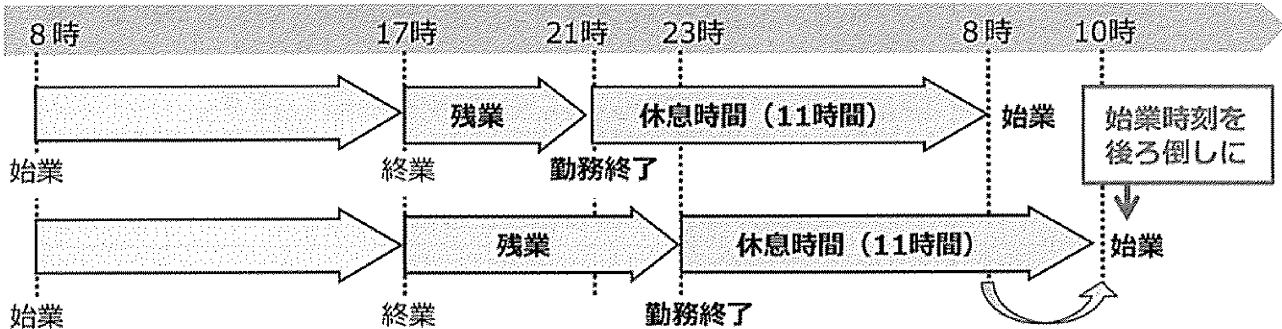 8時 17時 21時 23時 8時 10時
残業 休息時間（11時間） 始業
始業時刻を
後ろ倒しに
始業 終業 勤務終了
残業 休息時間（11時間） 始業
始業 終業 勤務終了